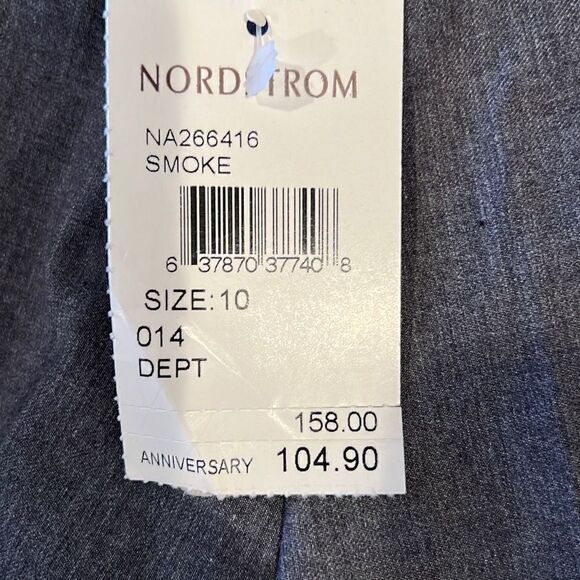 NORDSTROM
NA266416
SMOKE
6 37870 37740 8
SIZE:10
014
DEPT
158.00
ANNIVERSARY 104.90